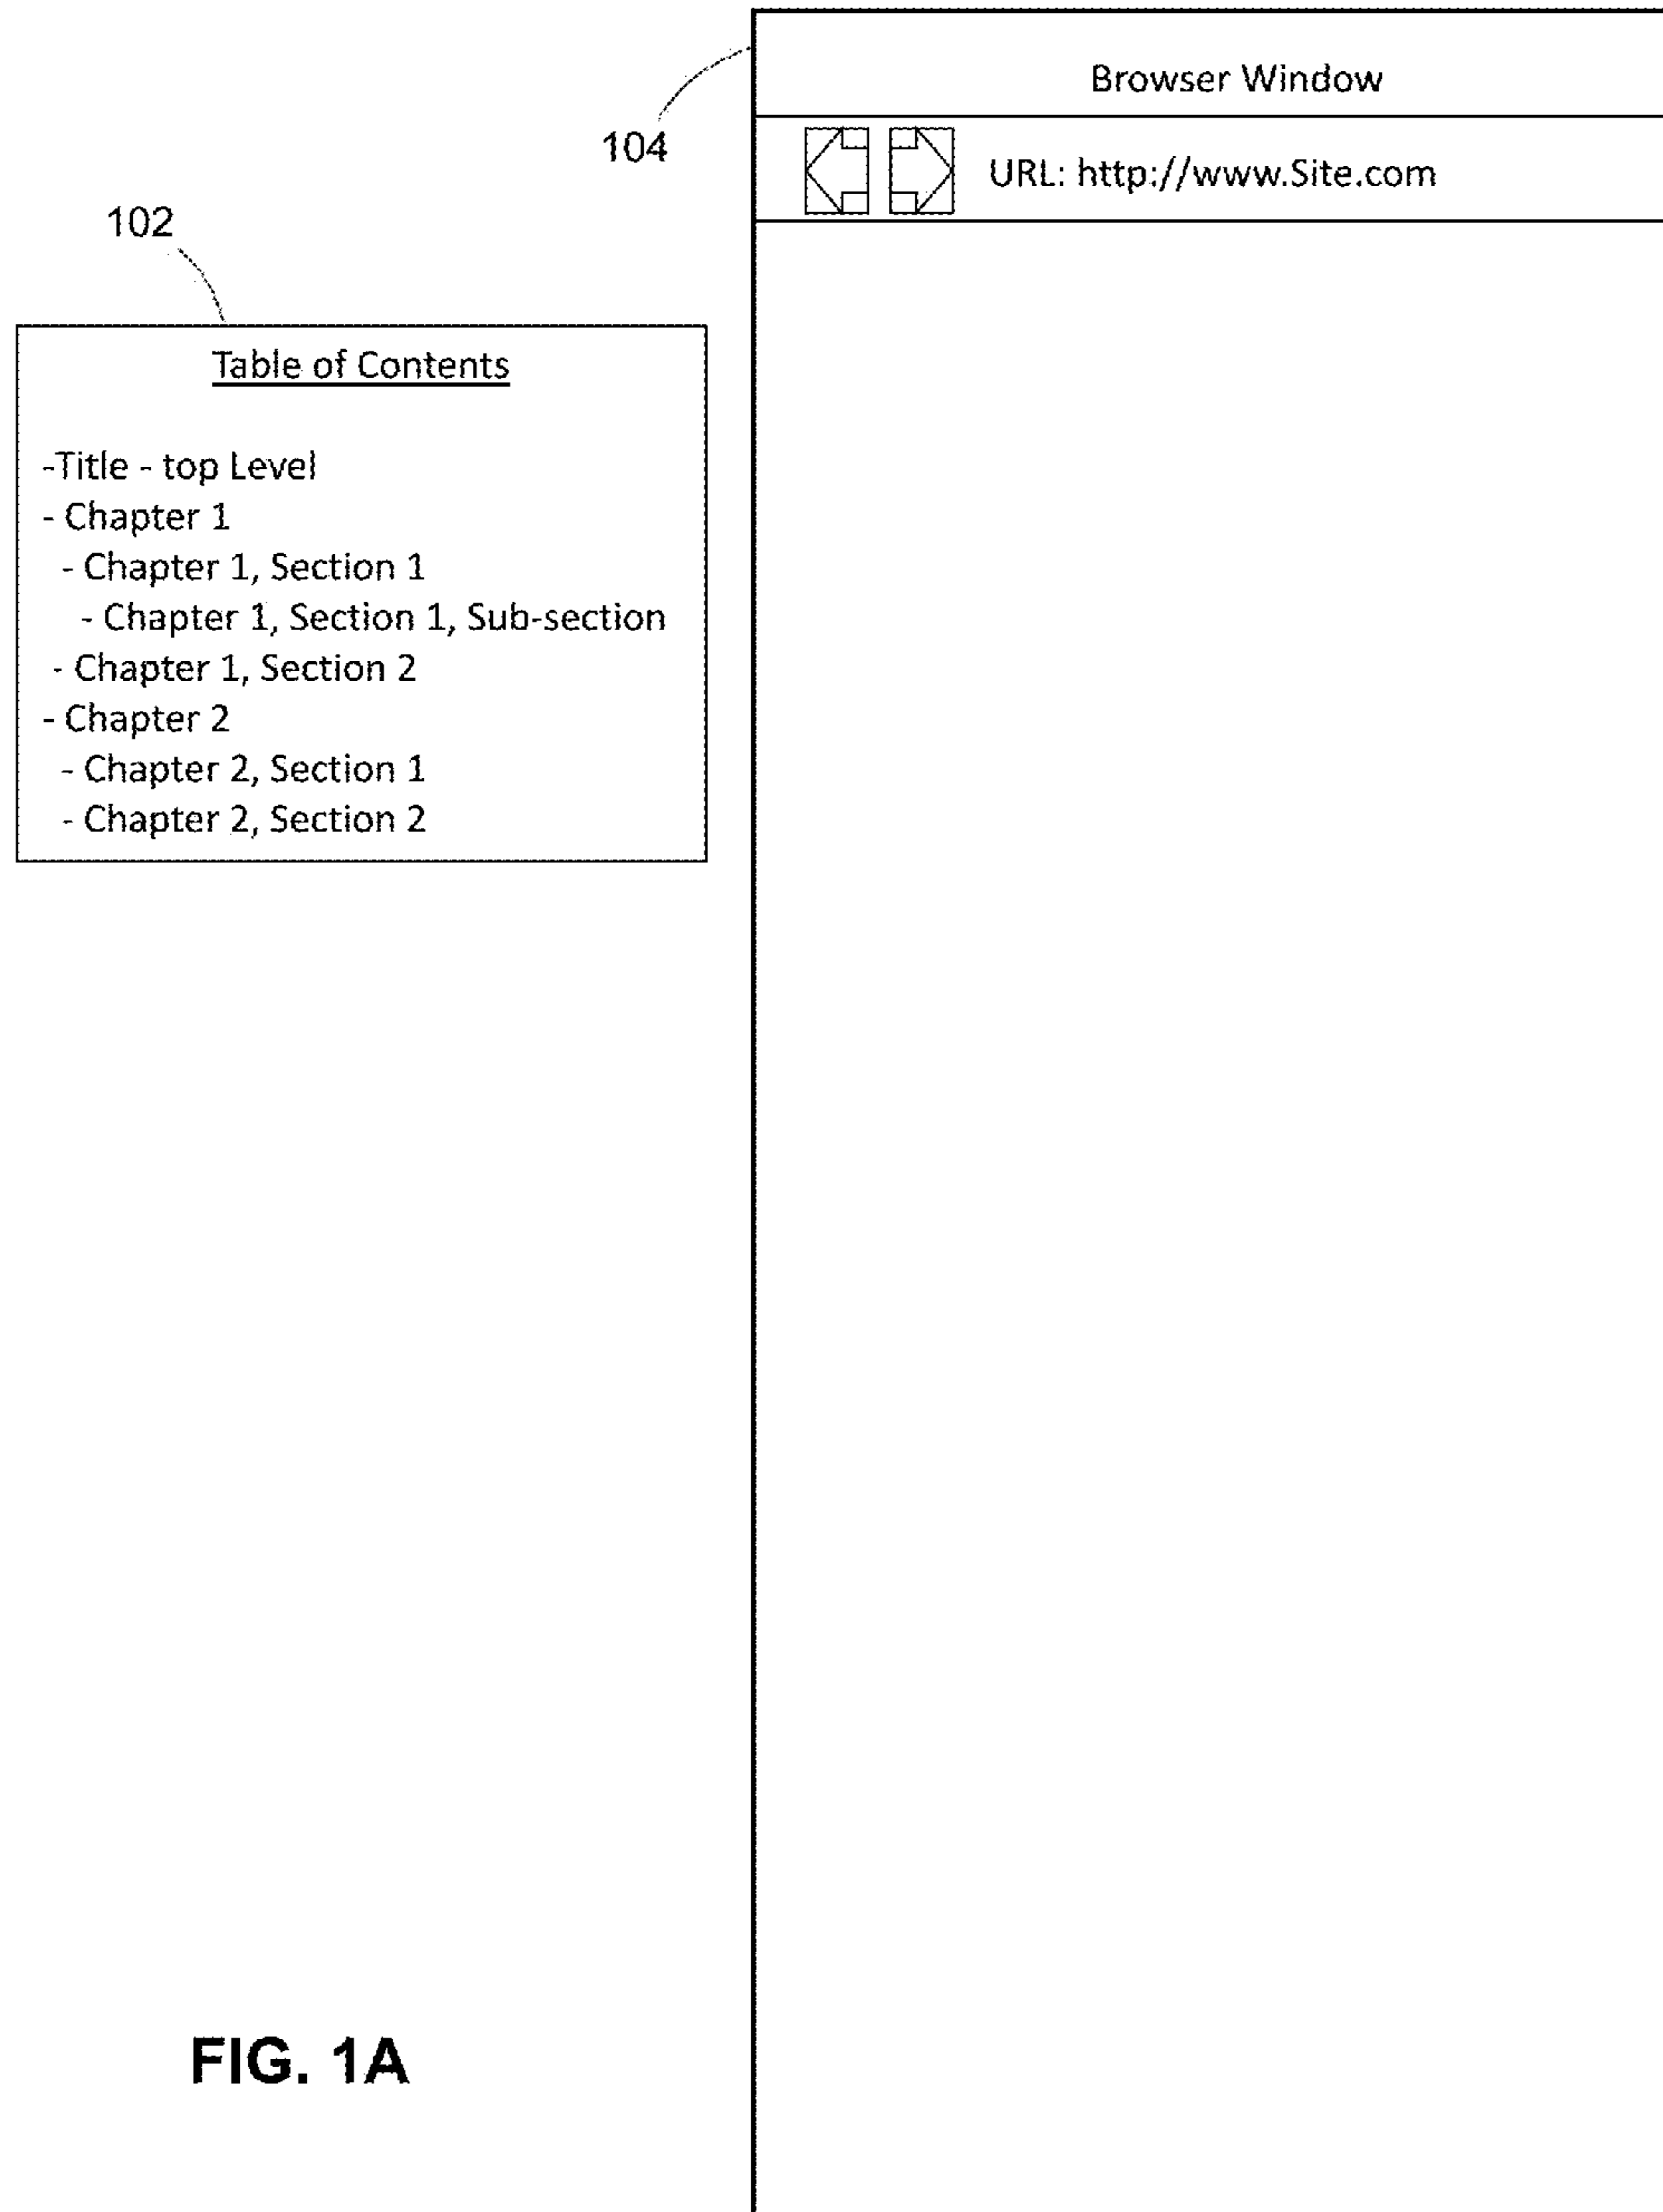 Browser Window
104
URL: http://www.Site.com
102
Table of Contents
-Title - top Level
- Chapter 1
- Chapter 1, Section 1
- Chapter 1, Section 1, Sub-section
- Chapter 1, Section 2
- Chapter 2
- Chapter 2, Section 1
- Chapter 2, Section 2
FIG. 1A